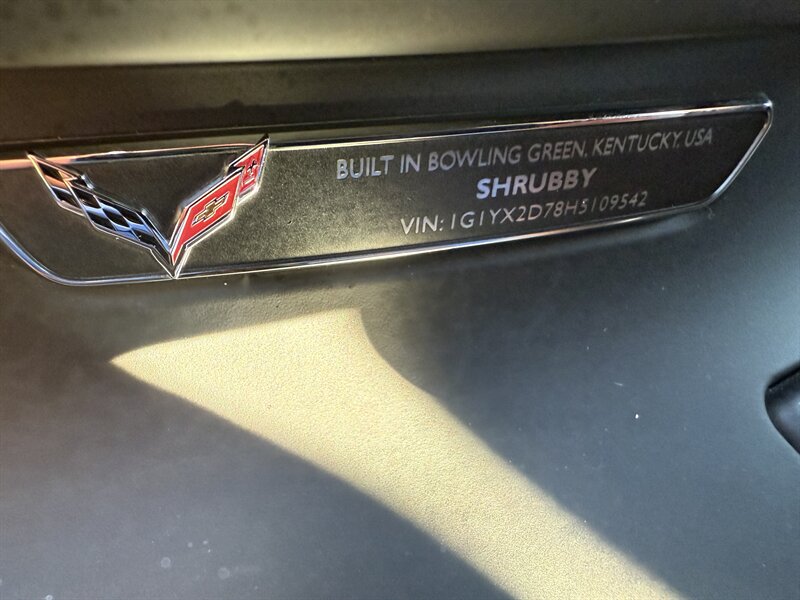 BUILT IN BOWLING GREEN, KENTUCKY, USA
SHRUBBY
VIN: 1G1YX2D78H5109542